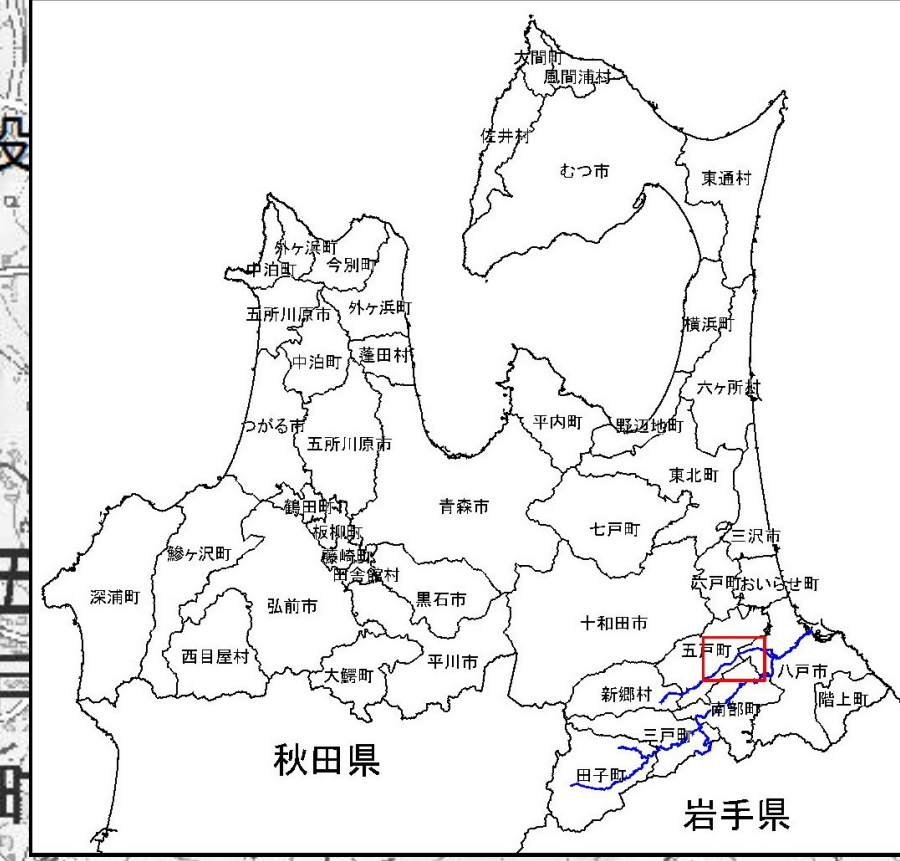 大間町
風間浦村
佐井村
むつ市
東通村
外ヶ浜町
中泊町
今別町
五所川原市
外ヶ浜町
横浜町
中泊町
蓬田村
六ヶ所村
つがる市
五所川原市
平内町
野辺地町
東北町
青森市
鶴田町
七戸町
板柳町
三沢市
鰺ヶ沢町
藤崎町
田舎館村
六戸町
おいらせ町
深浦町
弘前市
黒石市
十和田市
西目屋村
大鰐町
平川市
五戸町
八戸市
新郷村
南部町
階上町
三戸町
田子町
秋田県
岩手県